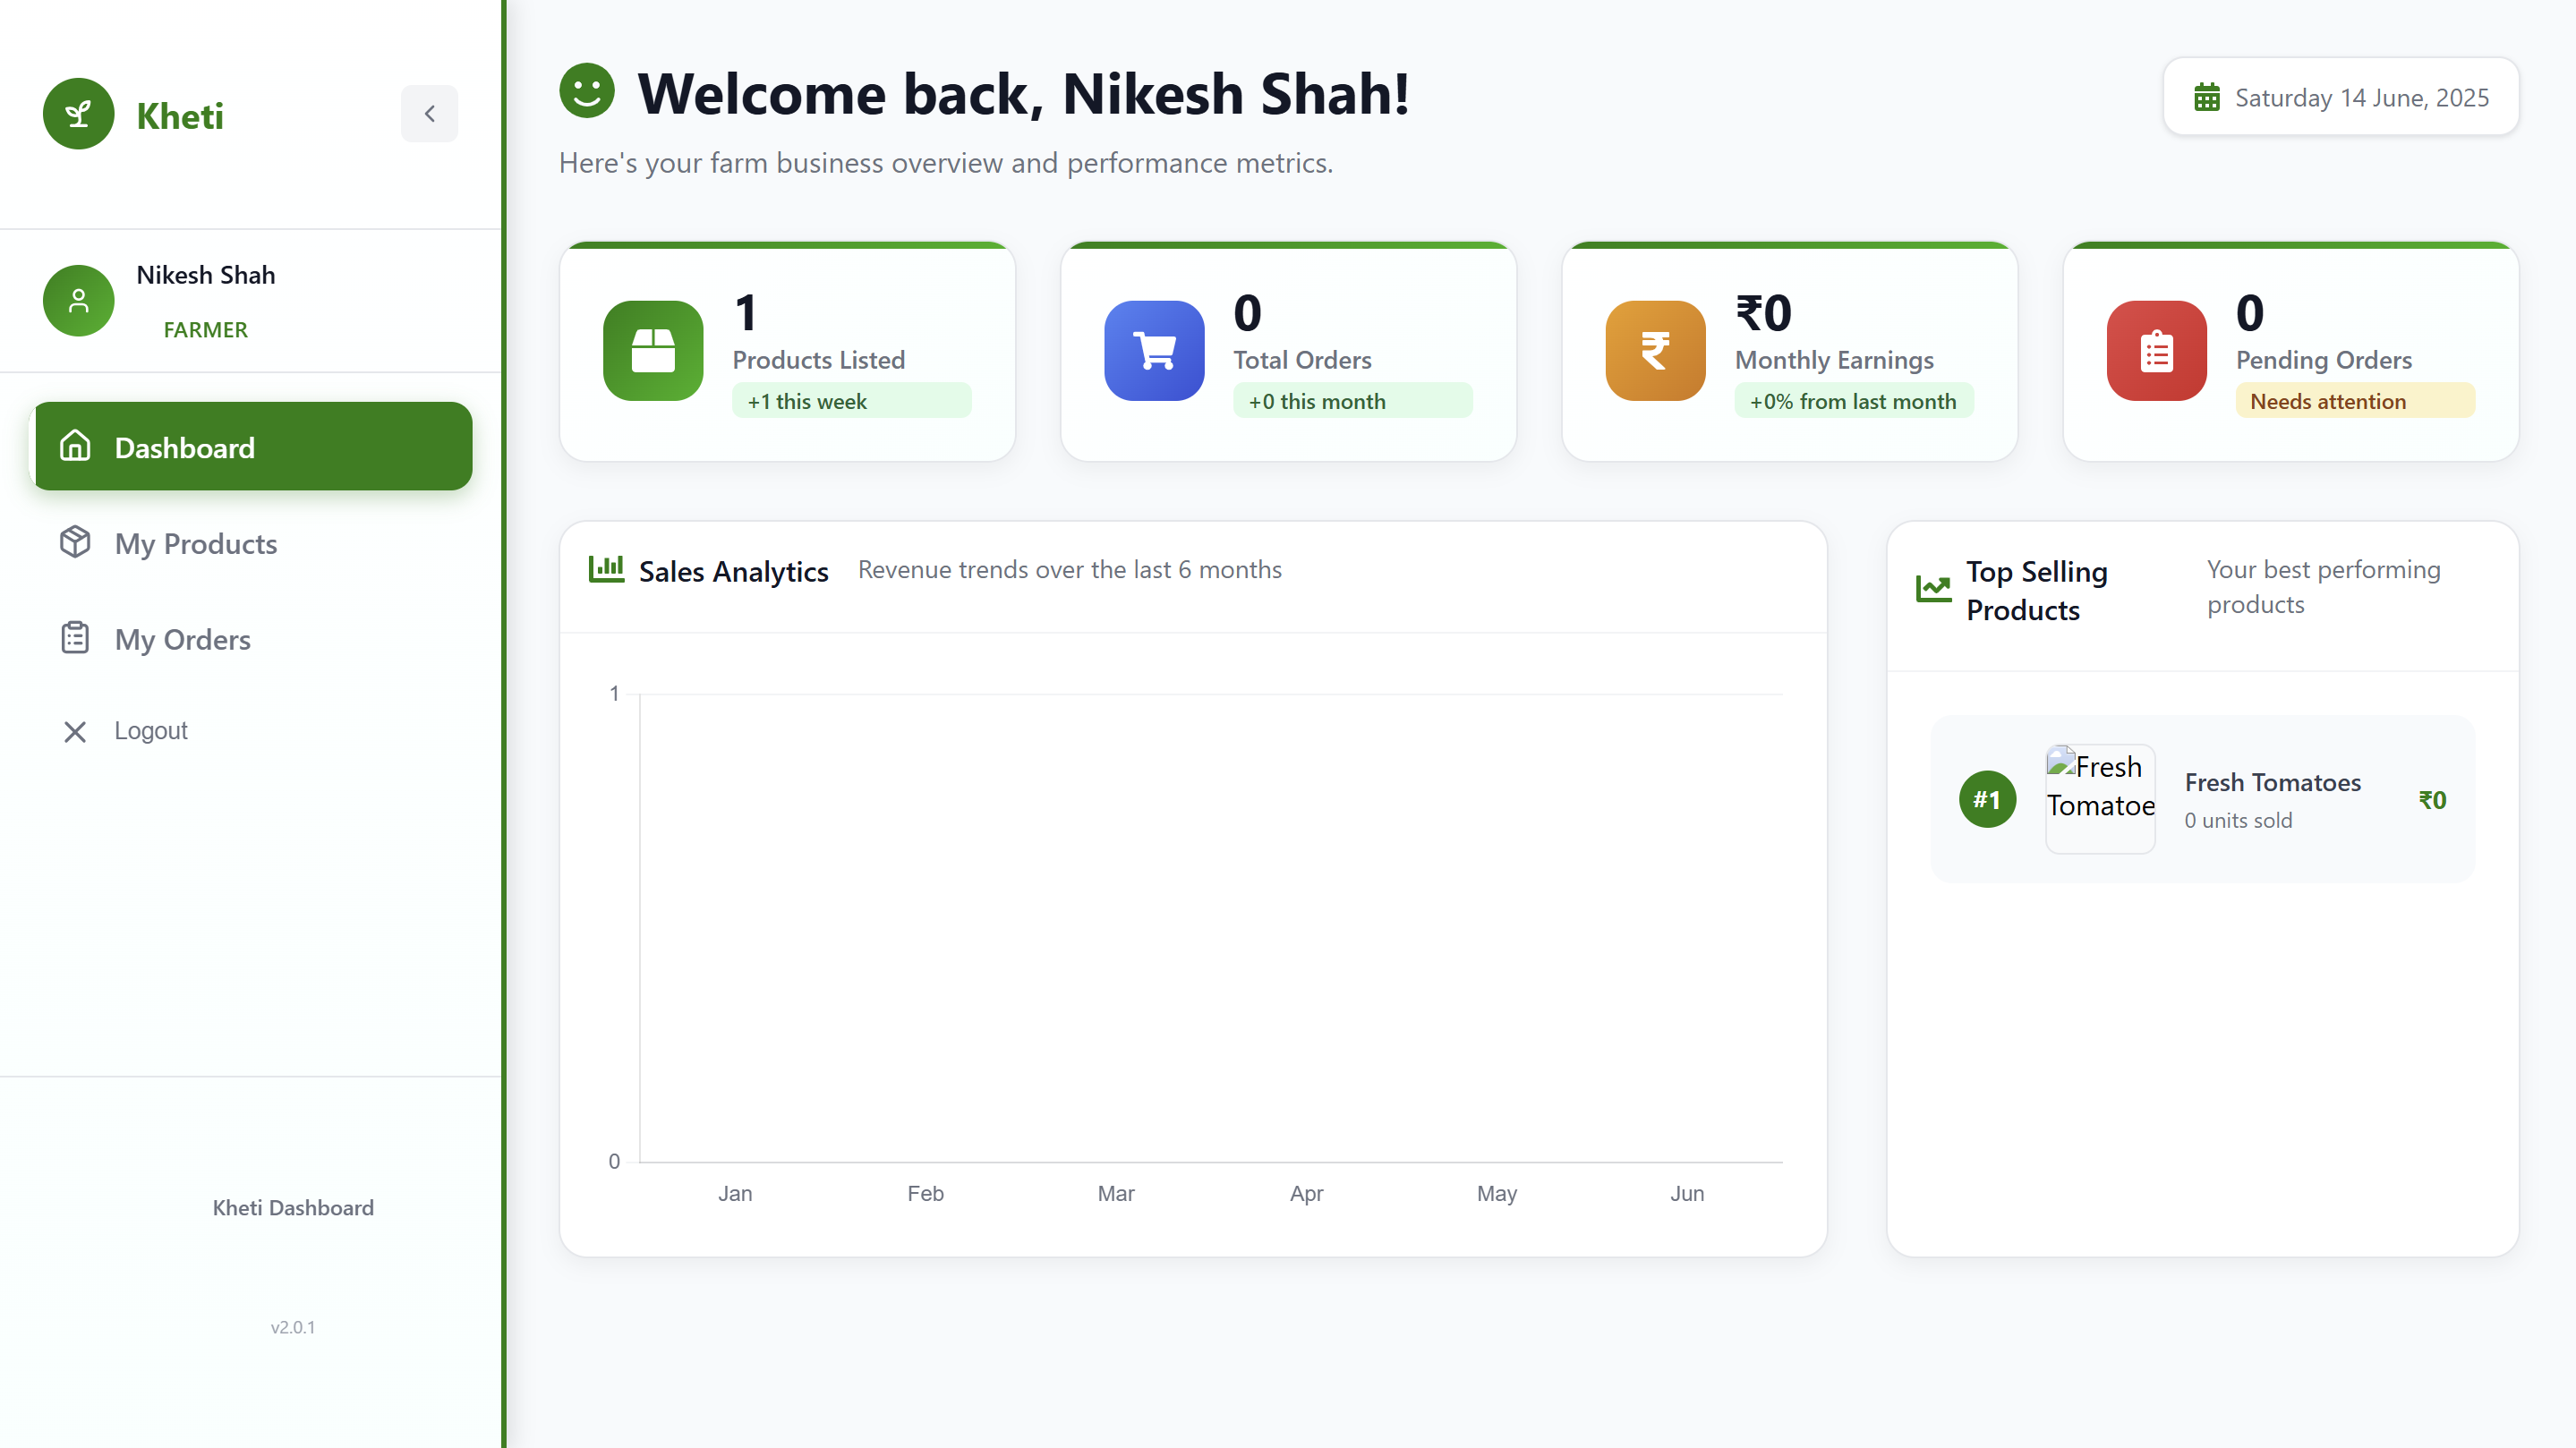 Kheti
Nikesh Shah
FARMER
Dashboard
My Products
My Orders
Logout
Kheti Dashboard
v2.0.1
Welcome back, Nikesh Shah!
Saturday 14 June, 2025
Here's your farm business overview and performance metrics.
1
Products Listed
+1 this week
0
Total Orders
+0 this month
₹0
Monthly Earnings
+0% from last month
0
Pending Orders
Needs attention
Sales Analytics
Revenue trends over the last 6 months
1
0
Jan Feb Mar Apr May Jun
Top Selling
Products
Your best performing
products
#1
Fresh
Tomatoe
Fresh Tomatoes
0 units sold
₹0